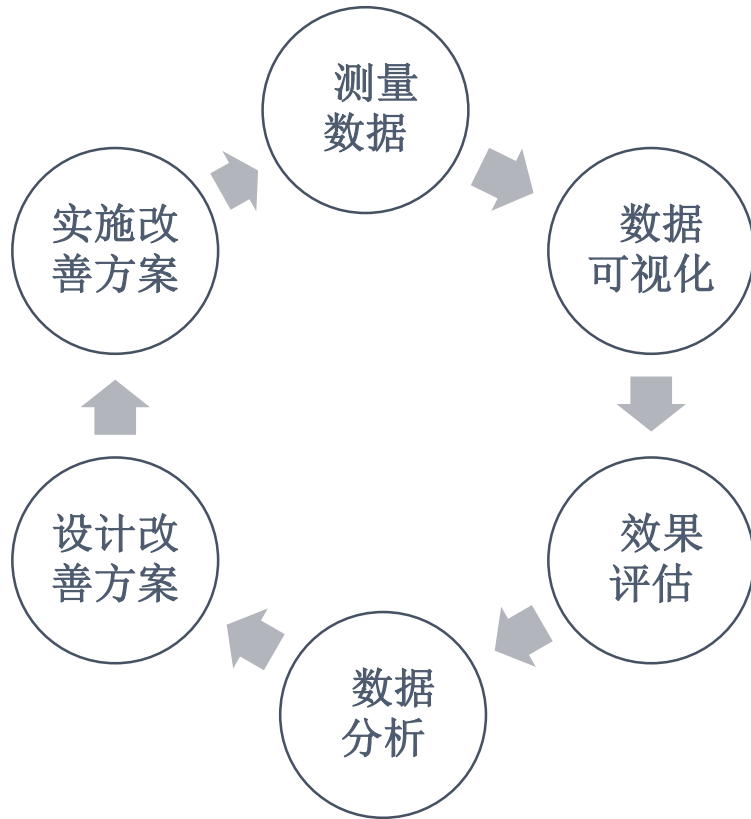 测量
数据
数据
可视化
效果
评估
数据
分析
设计改
善方案
实施改
善方案